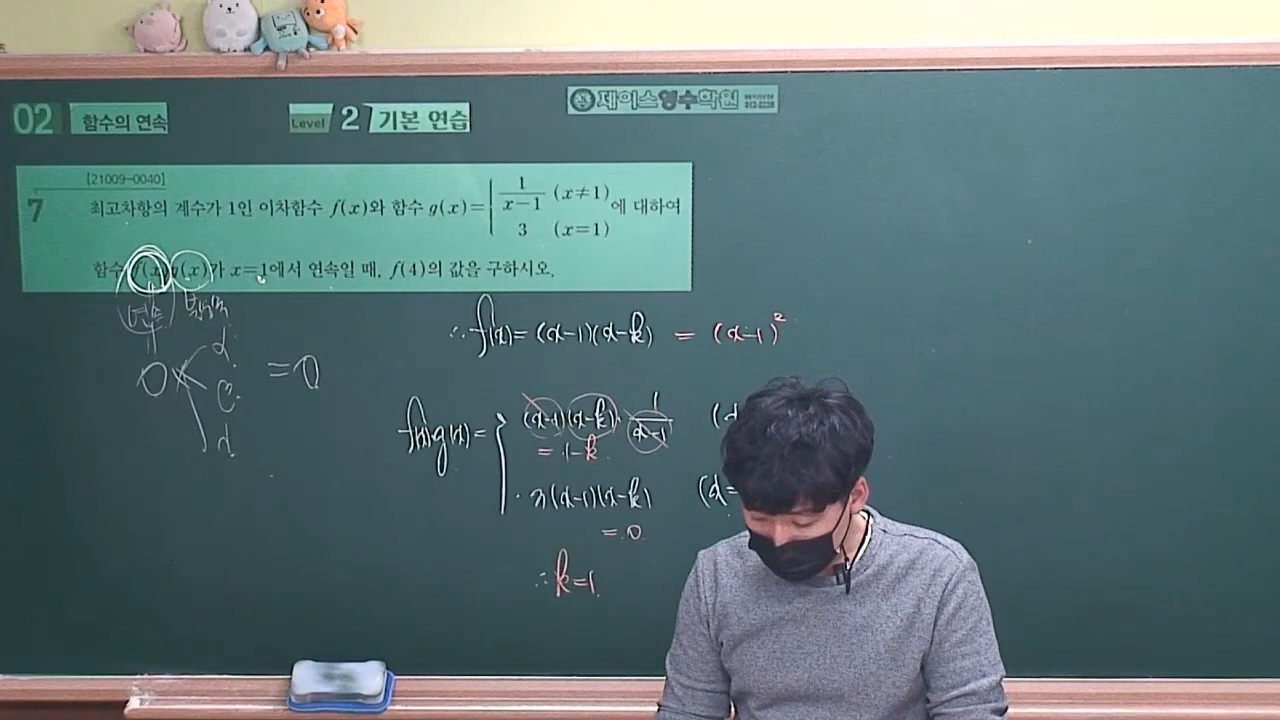 02 함수의 연속
Level 2 기본 연습
제이스영수학원
[21009-0040]
7 최고차항의 계수가 1인 이차함수 f(x)와 함수 g(x)={ 1/(x-1) (x≠1) 에 대하여
3 (x=1)
함수 f(x)g(x)가 x=1에서 연속일 때, f(4)의 값을 구하시오.
연속
∴ f(x)=(x-1)(x-k) = (x-1)²
0×
=0
f(x)g(x)= { (x-1)(x-k)·1/(x-1)
= 1-k
3(x-1)(x-k) (x=
=0
∴ k=1